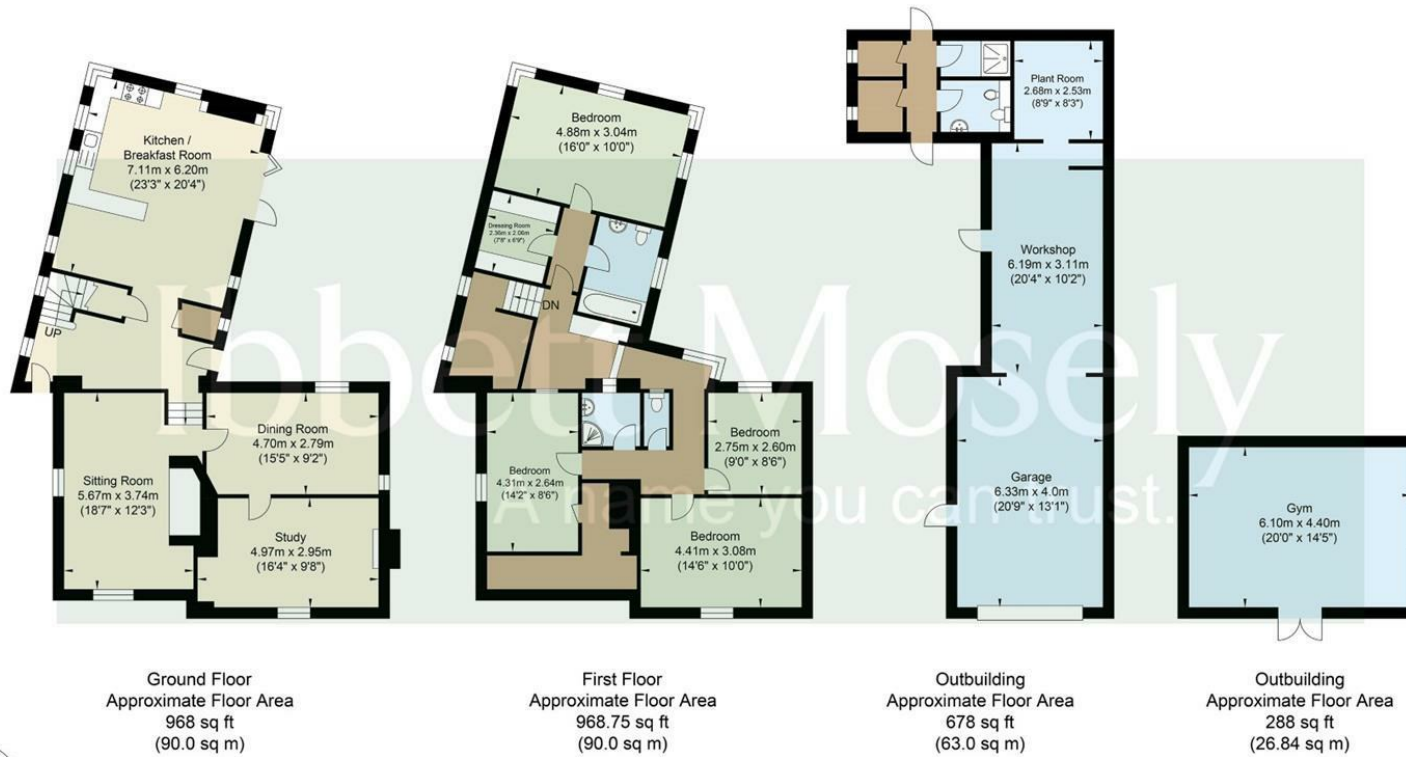 Kitchen /
Breakfast Room
7.11m x 6.20m
(23'3" x 20'4")
UP
Sitting Room
5.67m x 3.74m
(18'7" x 12'3")
Dining Room
4.70m x 2.79m
(15'5" x 9'2")
Study
4.97m x 2.95m
(16'4" x 9'8")
Ground Floor
Approximate Floor Area
968 sq ft
(90.0 sq m)
Bedroom
4.88m x 3.04m
(16'0" x 10'0")
Dressing Room
2.36m x 2.06m
(7'8" x 6'9")
DN
Bedroom
4.31m x 2.64m
(14'2" x 8'6")
Bedroom
2.75m x 2.60m
(9'0" x 8'6")
Bedroom
4.41m x 3.08m
(14'6" x 10'0")
First Floor
Approximate Floor Area
968.75 sq ft
(90.0 sq m)
Plant Room
2.68m x 2.53m
(8'9" x 8'3")
Workshop
6.19m x 3.11m
(20'4" x 10'2")
Garage
6.33m x 4.0m
(20'9" x 13'1")
Outbuilding
Approximate Floor Area
678 sq ft
(63.0 sq m)
Gym
6.10m x 4.40m
(20'0" x 14'5")
Outbuilding
Approximate Floor Area
288 sq ft
(26.84 sq m)
Ibbett Mosely
A name you can trust.